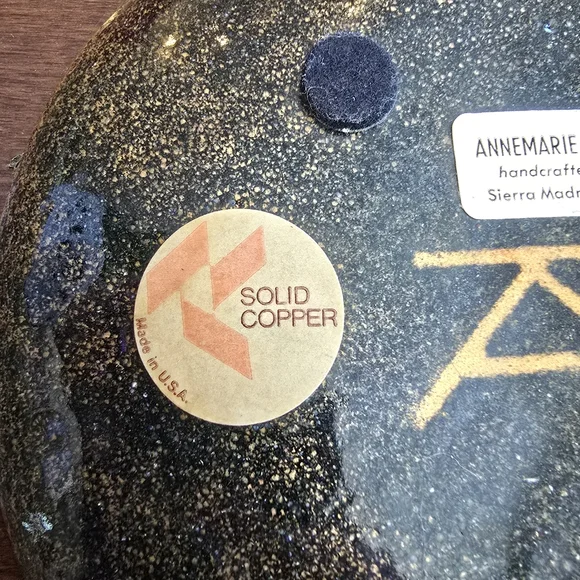 ANNEMARIE
handcrafte
Sierra Madr
SOLID
COPPER
Made in U.S.A.